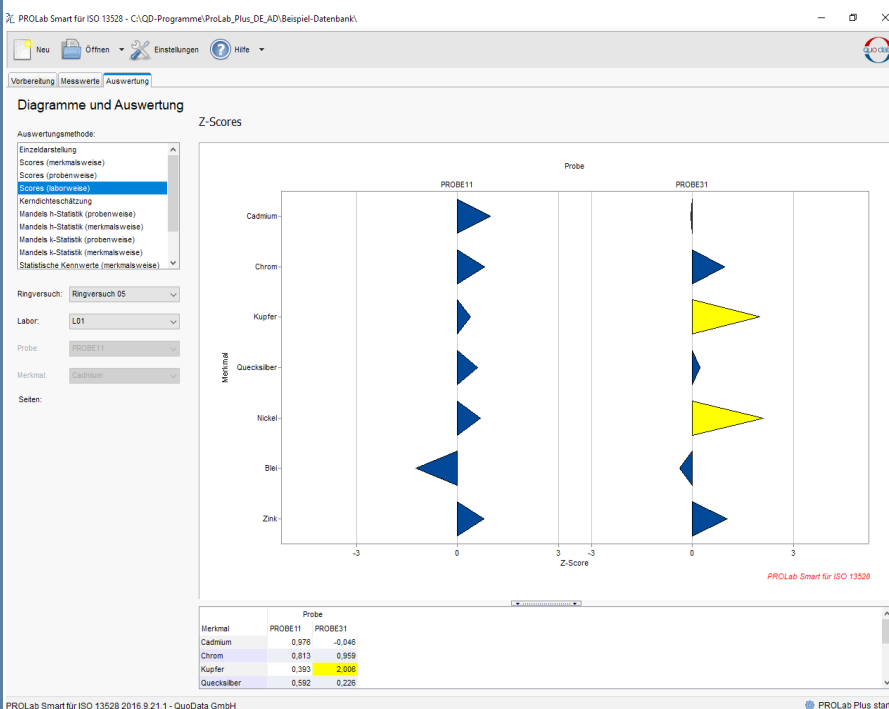 PROLab Smart für ISO 13528 - C:\QD-Programme\ProLab_Plus_DE_AD\Beispiel-Datenbank\
Neu Öffnen Einstellungen Hilfe
quo data
Vorbereitung Messwerte Auswertung
Diagramme und Auswertung
Z-Scores
Auswertungsmethode:
Einzeldarstellung
Scores (merkmalsweise)
Scores (probenweise)
Scores (laborweise)
Kerndichteschätzung
Mandels h-Statistik (probenweise)
Mandels h-Statistik (merkmalsweise)
Mandels k-Statistik (probenweise)
Mandels k-Statistik (merkmalsweise)
Statistische Kennwerte (merkmalsweise)
Ringversuch: Ringversuch 05
Labor: L01
Probe: PROBE11
Merkmal: Cadmium
Seiten:
Probe
PROBE11 PROBE31
Merkmal
Cadmium
Chrom
Kupfer
Quecksilber
Nickel
Blei
Zink
-3 0 3 -3 0 3
Z-Score
PROLab Smart für ISO 13528
Probe
Merkmal PROBE11 PROBE31
Cadmium 0,976 -0,046
Chrom 0,813 0,959
Kupfer 0,393 2,006
Quecksilber 0,592 0,226
PROLab Smart für ISO 13528 2016.9.21.1 - QuoData GmbH
PROLab Plus start